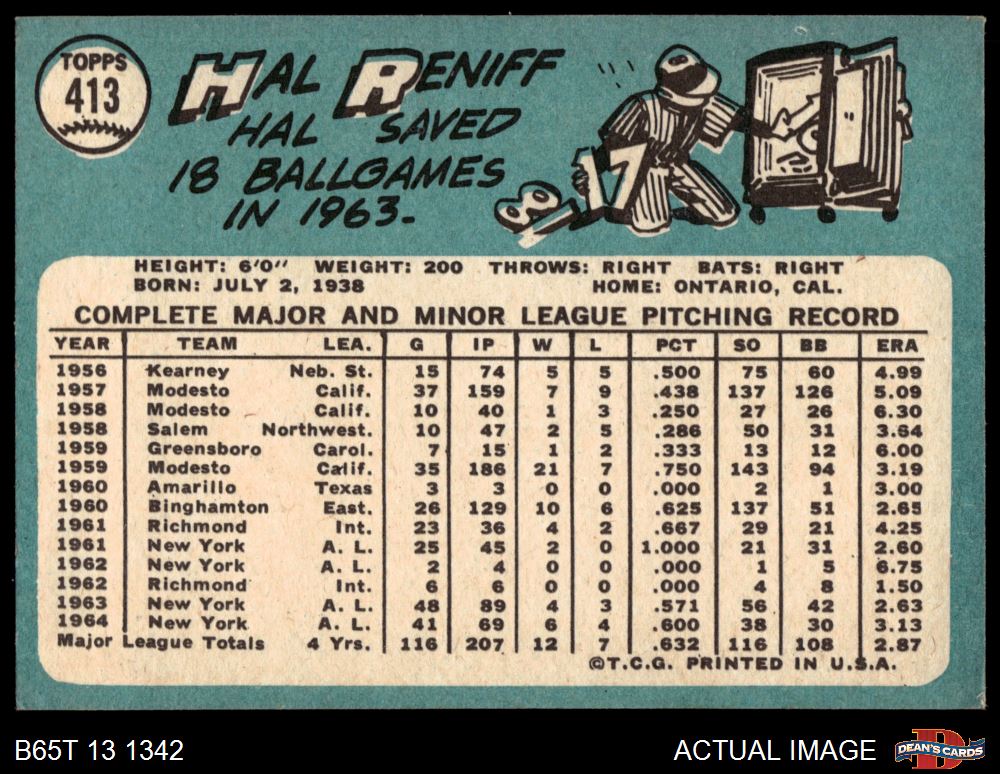 TOPPS
413
HAL RENIFF
HAL SAVED
18 BALLGAMES
IN 1963.
18 17
HEIGHT: 6'0" WEIGHT: 200 THROWS: RIGHT BATS: RIGHT
BORN: JULY 2, 1938 HOME: ONTARIO, CAL.
COMPLETE MAJOR AND MINOR LEAGUE PITCHING RECORD
YEAR TEAM LEA. G IP W L PCT SO BB ERA
1956 Kearney Neb. St. 15 74 5 5 .500 75 60 4.99
1957 Modesto Calif. 37 159 7 9 .438 137 126 5.09
1958 Modesto Calif. 10 40 1 3 .250 27 26 6.30
1958 Salem Northwest. 10 47 2 5 .286 50 31 3.64
1959 Greensboro Carol. 7 15 1 2 .333 13 12 6.00
1959 Modesto Calif. 35 186 21 7 .750 143 94 3.19
1960 Amarillo Texas 3 3 0 0 .000 2 1 3.00
1960 Binghamton East. 26 129 10 6 .625 137 51 2.65
1961 Richmond Int. 23 36 4 2 .667 29 21 4.25
1961 New York A. L. 25 45 2 0 1.000 21 31 2.60
1962 New York A. L. 2 4 0 0 .000 1 5 6.75
1962 Richmond Int. 6 6 0 0 .000 4 8 1.50
1963 New York A. L. 48 89 4 3 .571 56 42 2.63
1964 New York A. L. 41 69 6 4 .600 38 30 3.13
Major League Totals 4 Yrs. 116 207 12 7 .632 116 108 2.87
©T.C.G. PRINTED IN U.S.A.
B65T 13 1342 ACTUAL IMAGE DEAN'S CARDS